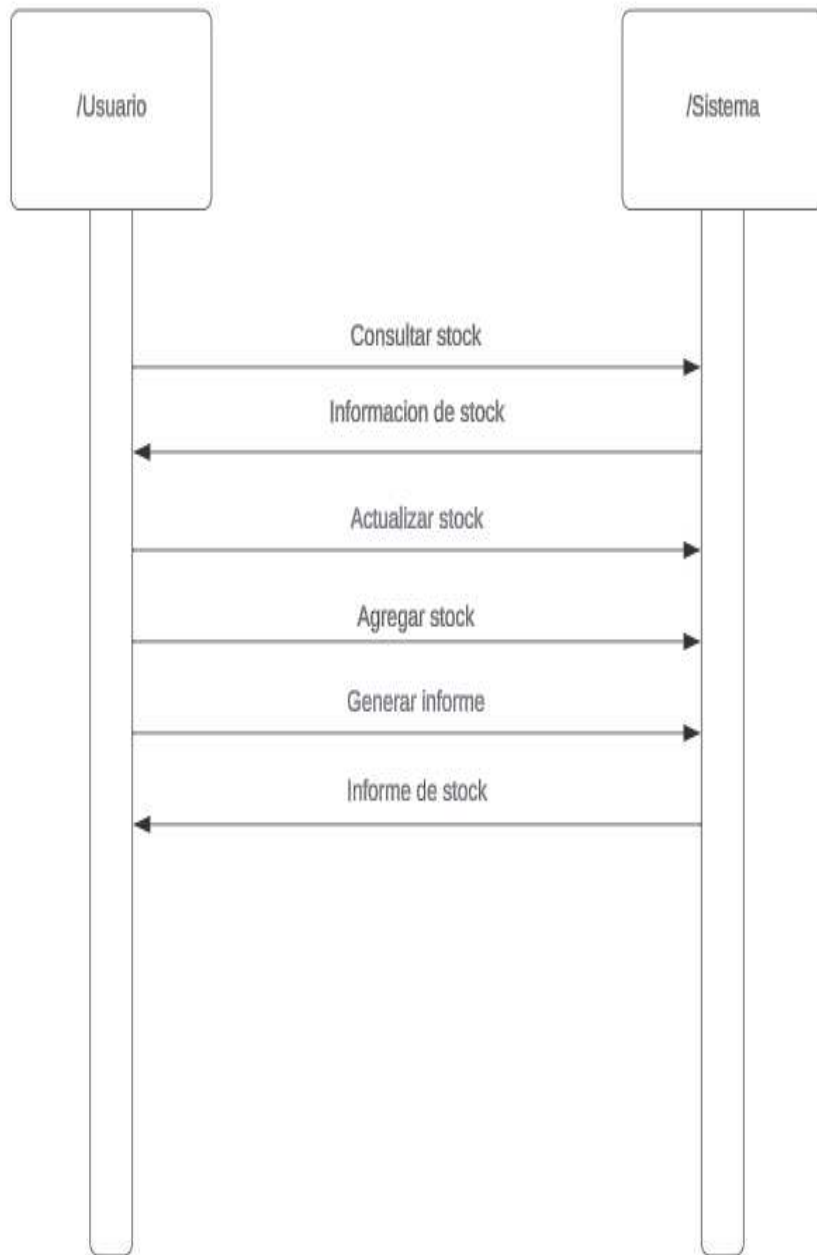 /Usuario
/Sistema
Consultar stock
Informacion de stock
Actualizar stock
Agregar stock
Generar informe
Informe de stock